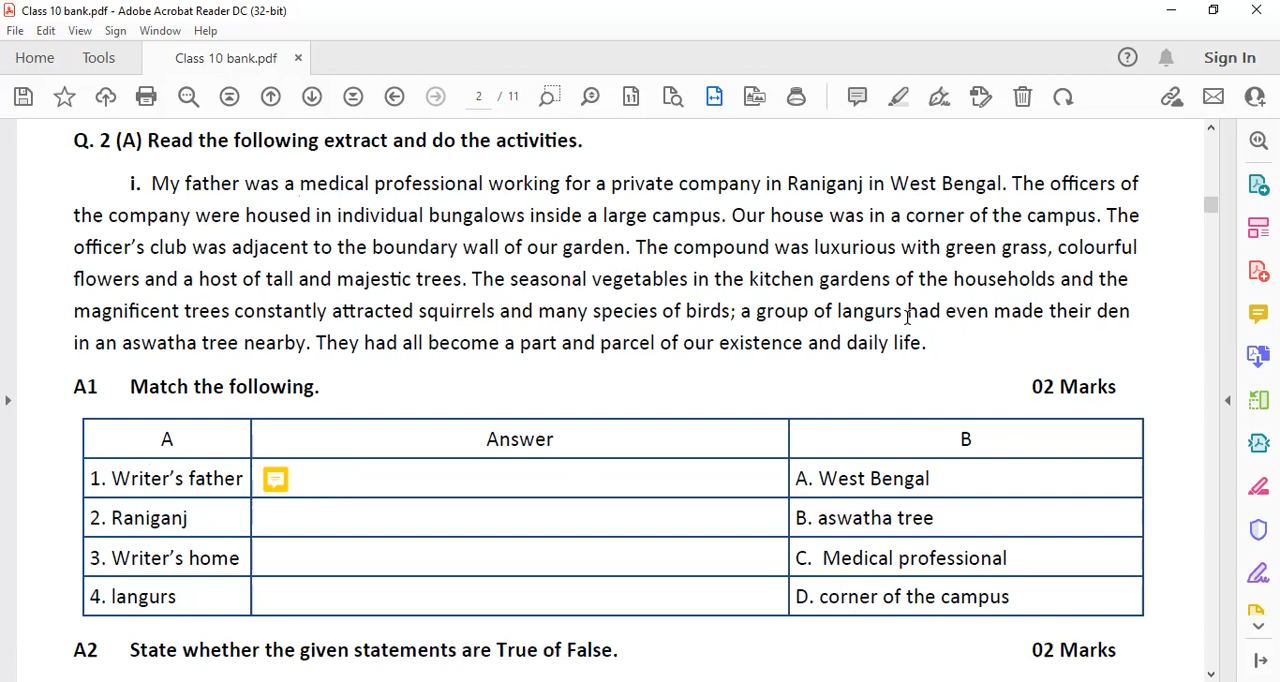 Class 10 bank.pdf - Adobe Acrobat Reader DC (32-bit)
File Edit View Sign Window Help
Home Tools Class 10 bank.pdf × Sign In
2 / 11
Q. 2 (A) Read the following extract and do the activities.
i. My father was a medical professional working for a private company in Raniganj in West Bengal. The officers of
the company were housed in individual bungalows inside a large campus. Our house was in a corner of the campus. The
officer’s club was adjacent to the boundary wall of our garden. The compound was luxurious with green grass, colourful
flowers and a host of tall and majestic trees. The seasonal vegetables in the kitchen gardens of the households and the
magnificent trees constantly attracted squirrels and many species of birds; a group of langurs had even made their den
in an aswatha tree nearby. They had all become a part and parcel of our existence and daily life.
A1 Match the following. 02 Marks
A Answer B
1. Writer’s father A. West Bengal
2. Raniganj B. aswatha tree
3. Writer’s home C. Medical professional
4. langurs D. corner of the campus
A2 State whether the given statements are True of False. 02 Marks